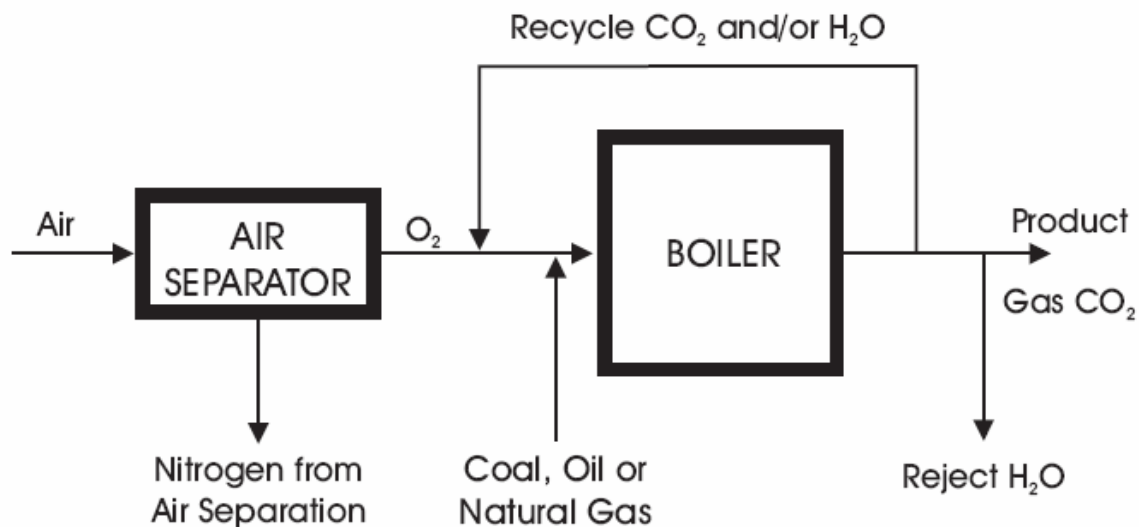 Recycle CO₂ and/or H₂O
Air
AIR
SEPARATOR
O₂
BOILER
Product
Gas CO₂
Nitrogen from
Air Separation
Coal, Oil or
Natural Gas
Reject H₂O